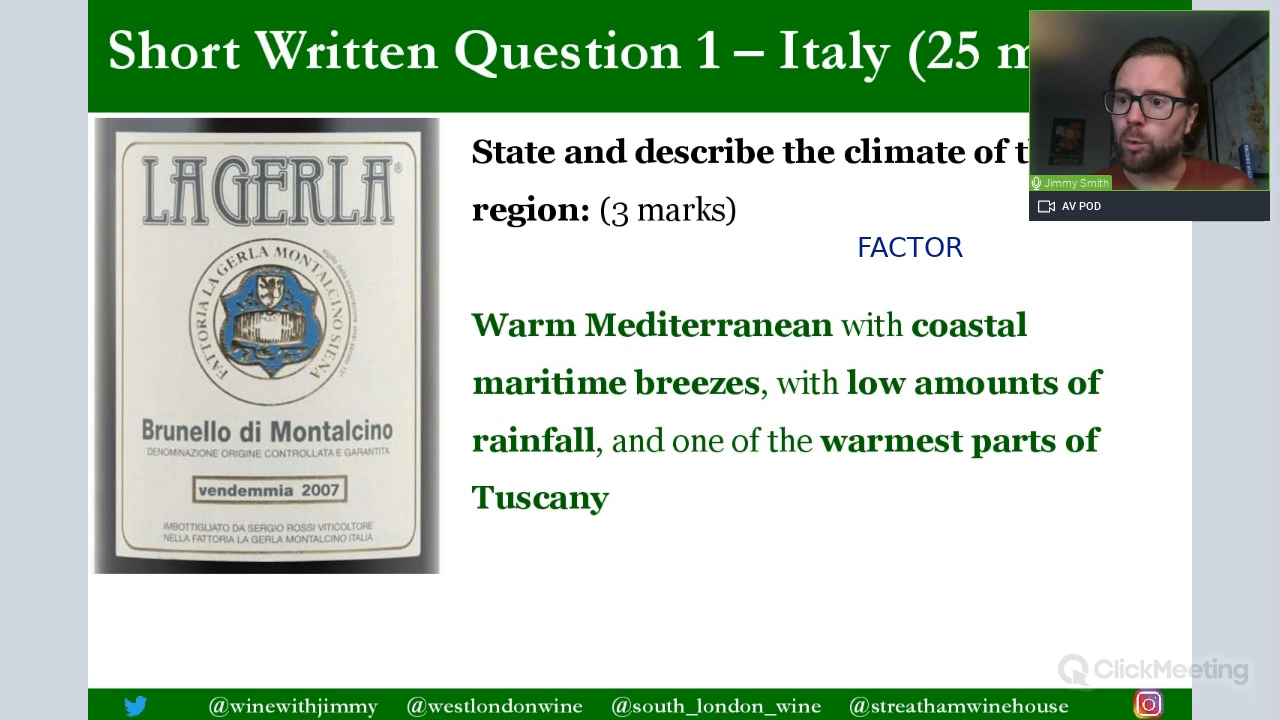 Short Written Question 1 – Italy (25 m
State and describe the climate of t
region: (3 marks)
FACTOR
Warm Mediterranean with coastal
maritime breezes, with low amounts of
rainfall, and one of the warmest parts of
Tuscany
LA GERLA®
FATTORIA LA GERLA MONTALCINO SIENA
Brunello di Montalcino
DENOMINAZIONE ORIGINE CONTROLLATA E GARANTITA
vendemmia 2007
IMBOTTIGLIATO DA SERGIO ROSSI VITICOLTORE
NELLA FATTORIA LA GERLA MONTALCINO ITALIA
Jimmy Smith
AV POD
ClickMeeting
@winewithjimmy @westlondonwine @south_london_wine @streathamwinehouse